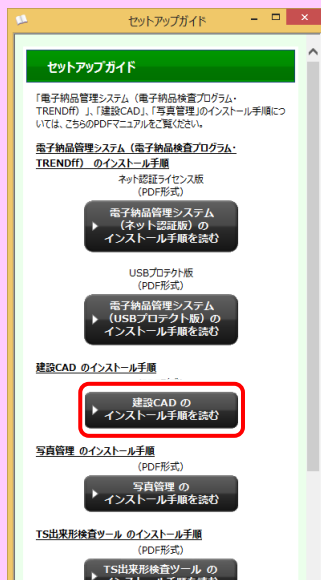 セットアップガイド
セットアップガイド
「電子納品管理システム（電子納品検査プログラム・
TRENDff）」、「建設CAD」、「写真管理」のインストール手順につ
いては、こちらのPDFマニュアルをご覧ください。
電子納品管理システム（電子納品検査プログラム・
TRENDff） のインストール手順
ネット認証ライセンス版
（PDF形式）
電子納品管理システム
（ネット認証版）の
インストール手順を読む
USBプロテクト版
（PDF形式）
電子納品管理システム
（USBプロテクト版）の
インストール手順を読む
建設CAD のインストール手順
建設CAD の
インストール手順を読む
写真管理 のインストール手順
（PDF形式）
写真管理 の
インストール手順を読む
TS出来形検査ツール のインストール手順
（PDF形式）
TS出来形検査ツール の